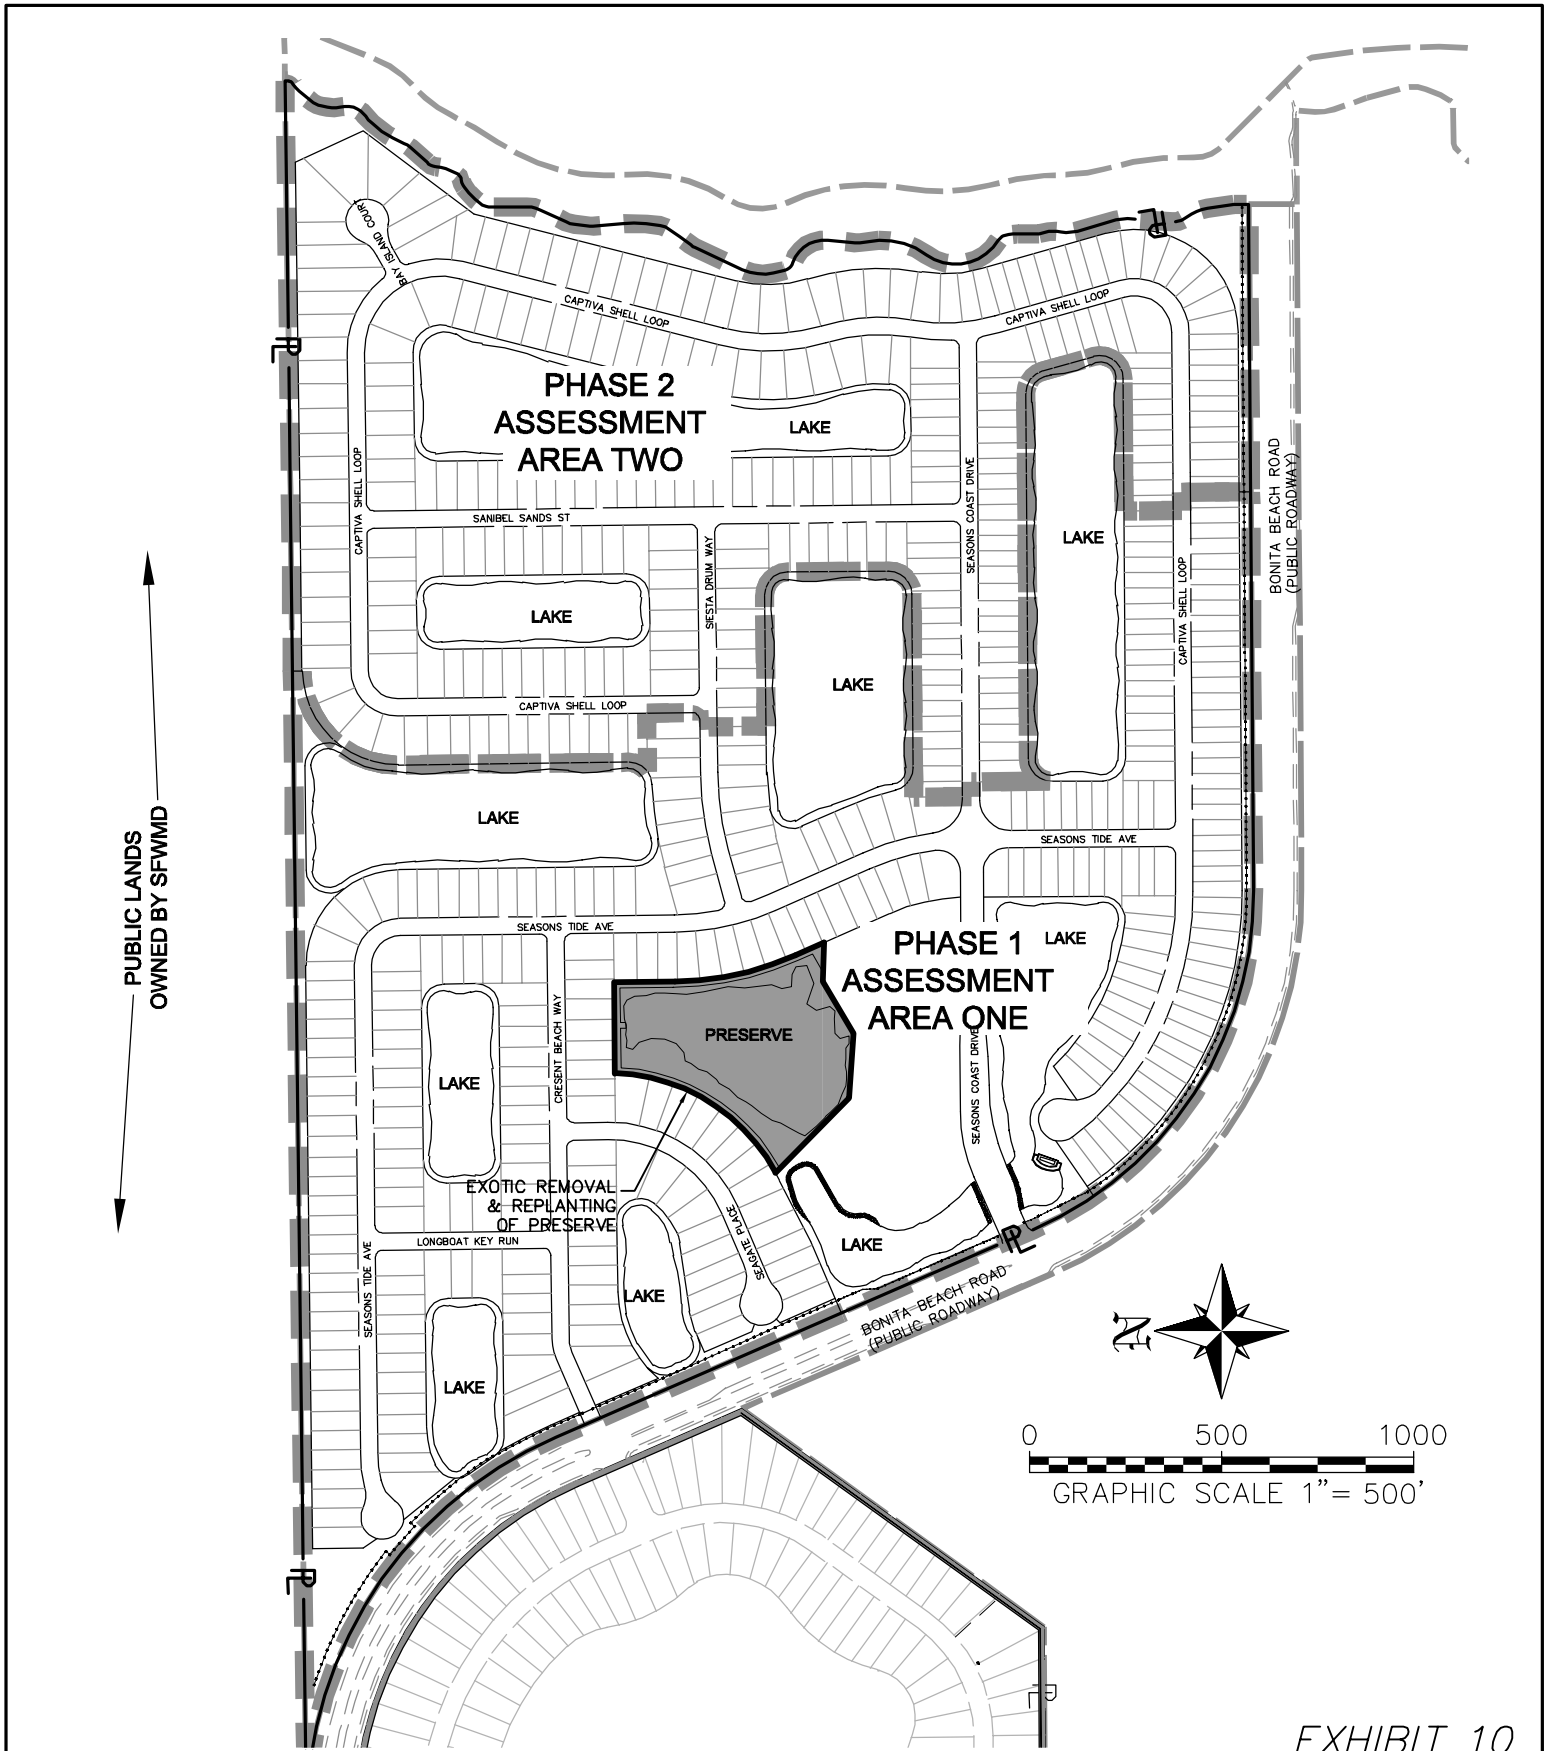 BAY ISLAND COURT
CAPTIVA SHELL LOOP
CAPTIVA SHELL LOOP
PL
PL
PHASE 2
ASSESSMENT
AREA TWO
LAKE
CAPTIVA SHELL LOOP
SANIBEL SANDS ST
SIESTA DRUM WAY
SEASONS COAST DRIVE
LAKE
CAPTIVA SHELL LOOP
BONITA BEACH ROAD
(PUBLIC ROADWAY)
LAKE
LAKE
CAPTIVA SHELL LOOP
LAKE
SEASONS TIDE AVE
PUBLIC LANDS
OWNED BY SFWMD
SEASONS TIDE AVE
PHASE 1
ASSESSMENT
AREA ONE
LAKE
PRESERVE
LAKE
CRESENT BEACH WAY
SEASONS COAST DRIVE
EXOTIC REMOVAL
& REPLANTING
OF PRESERVE
SEAGATE PLACE
LONGBOAT KEY RUN
SEASONS TIDE AVE
LAKE
LAKE
LAKE
PL
BONITA BEACH ROAD
(PUBLIC ROADWAY)
N
0 500 1000
GRAPHIC SCALE 1"= 500'
PL
PL
EXHIBIT 10